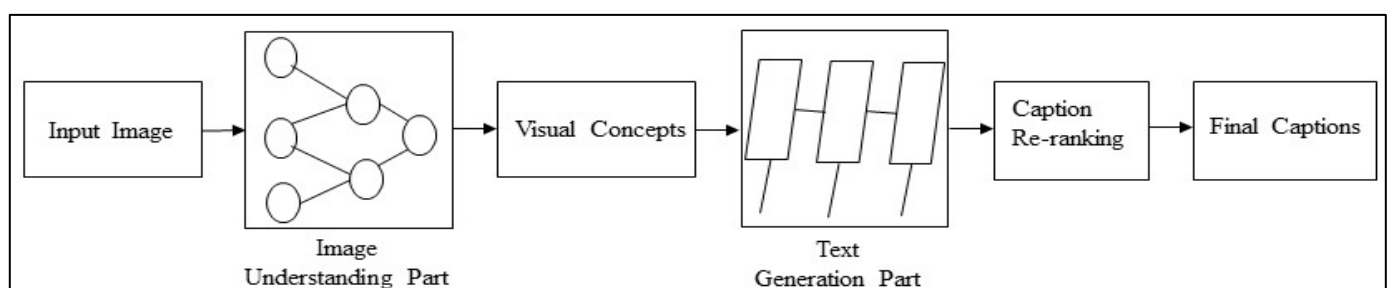 Input Image
Image
Understanding Part
Visual Concepts
Text
Generation Part
Caption
Re-ranking
Final Captions